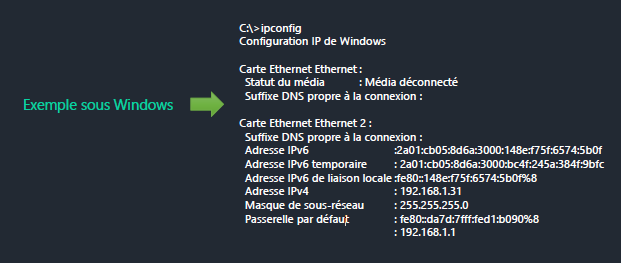 C:\>ipconfig
Configuration IP de Windows
Carte Ethernet Ethernet :
Statut du média : Média déconnecté
Suffixe DNS propre à la connexion :
Exemple sous Windows
Carte Ethernet Ethernet 2 :
Suffixe DNS propre à la connexion :
Adresse IPv6 :2a01:cb05:8d6a:3000:148e:f75f:6574:5b0f
Adresse IPv6 temporaire : 2a01:cb05:8d6a:3000:bc4f:245a:384f:9bfc
Adresse IPv6 de liaison locale :fe80::148e:f75f:6574:5b0f%8
Adresse IPv4 : 192.168.1.31
Masque de sous-réseau : 255.255.255.0
Passerelle par défaut : fe80::da7d:7fff:fed1:b090%8
: 192.168.1.1